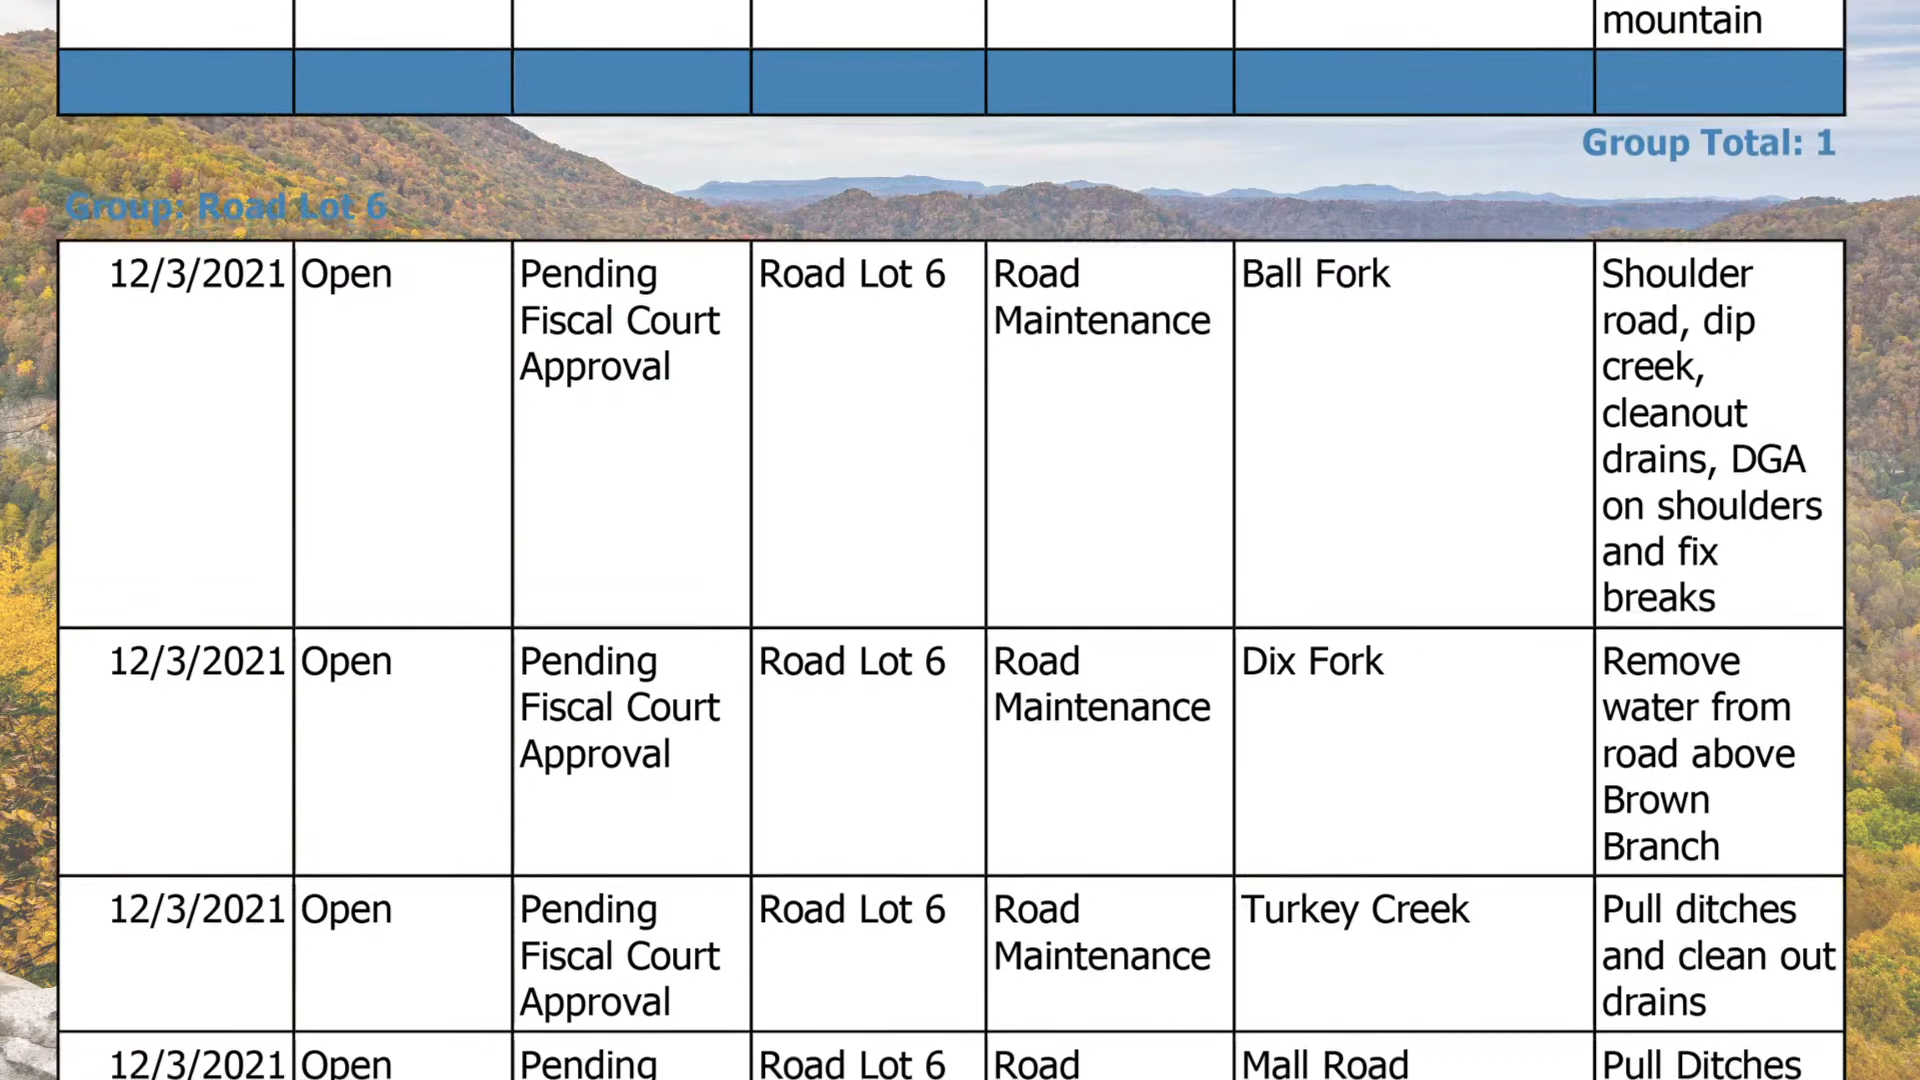 mountain
Group Total: 1
Group: Road Lot 6
12/3/2021 Open Pending Road Lot 6 Road Ball Fork Shoulder
Fiscal Court Maintenance road, dip
Approval creek,
cleanout
drains, DGA
on shoulders
and fix
breaks
12/3/2021 Open Pending Road Lot 6 Road Dix Fork Remove
Fiscal Court Maintenance water from
Approval road above
Brown
Branch
12/3/2021 Open Pending Road Lot 6 Road Turkey Creek Pull ditches
Fiscal Court Maintenance and clean out
Approval drains
12/3/2021 Open Pending Road Lot 6 Road Mall Road Pull Ditches